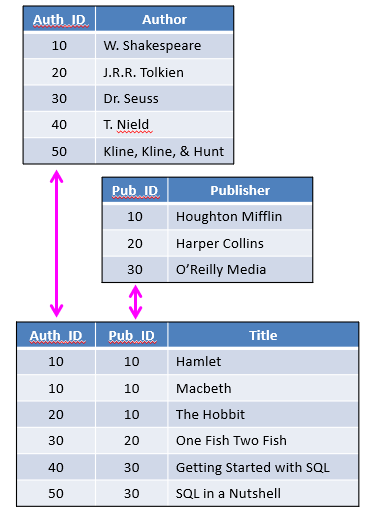 Auth_ID Author
10 W. Shakespeare
20 J.R.R. Tolkien
30 Dr. Seuss
40 T. Nield
50 Kline, Kline, & Hunt
Pub_ID Publisher
10 Houghton Mifflin
20 Harper Collins
30 O’Reilly Media
Auth_ID Pub_ID Title
10 10 Hamlet
10 10 Macbeth
20 10 The Hobbit
30 20 One Fish Two Fish
40 30 Getting Started with SQL
50 30 SQL in a Nutshell